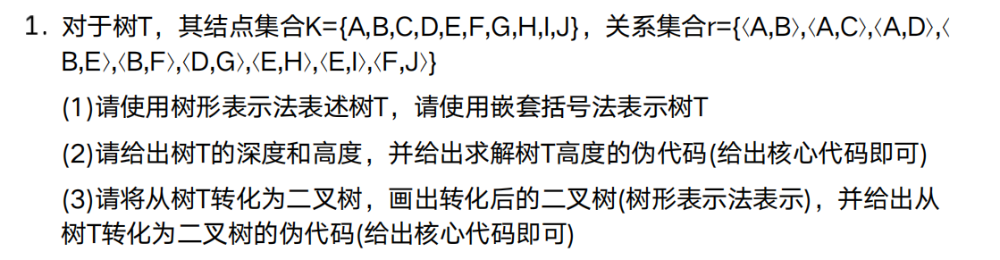 1. 对于树T，其结点集合K={A,B,C,D,E,F,G,H,I,J}，关系集合r={〈A,B〉,〈A,C〉,〈A,D〉,〈
B,E〉,〈B,F〉,〈D,G〉,〈E,H〉,〈E,I〉,〈F,J〉}
(1)请使用树形表示法表述树T，请使用嵌套括号法表示树T
(2)请给出树T的深度和高度，并给出求解树T高度的伪代码(给出核心代码即可)
(3)请将从树T转化为二叉树，画出转化后的二叉树(树形表示法表示)，并给出从
树T转化为二叉树的伪代码(给出核心代码即可)